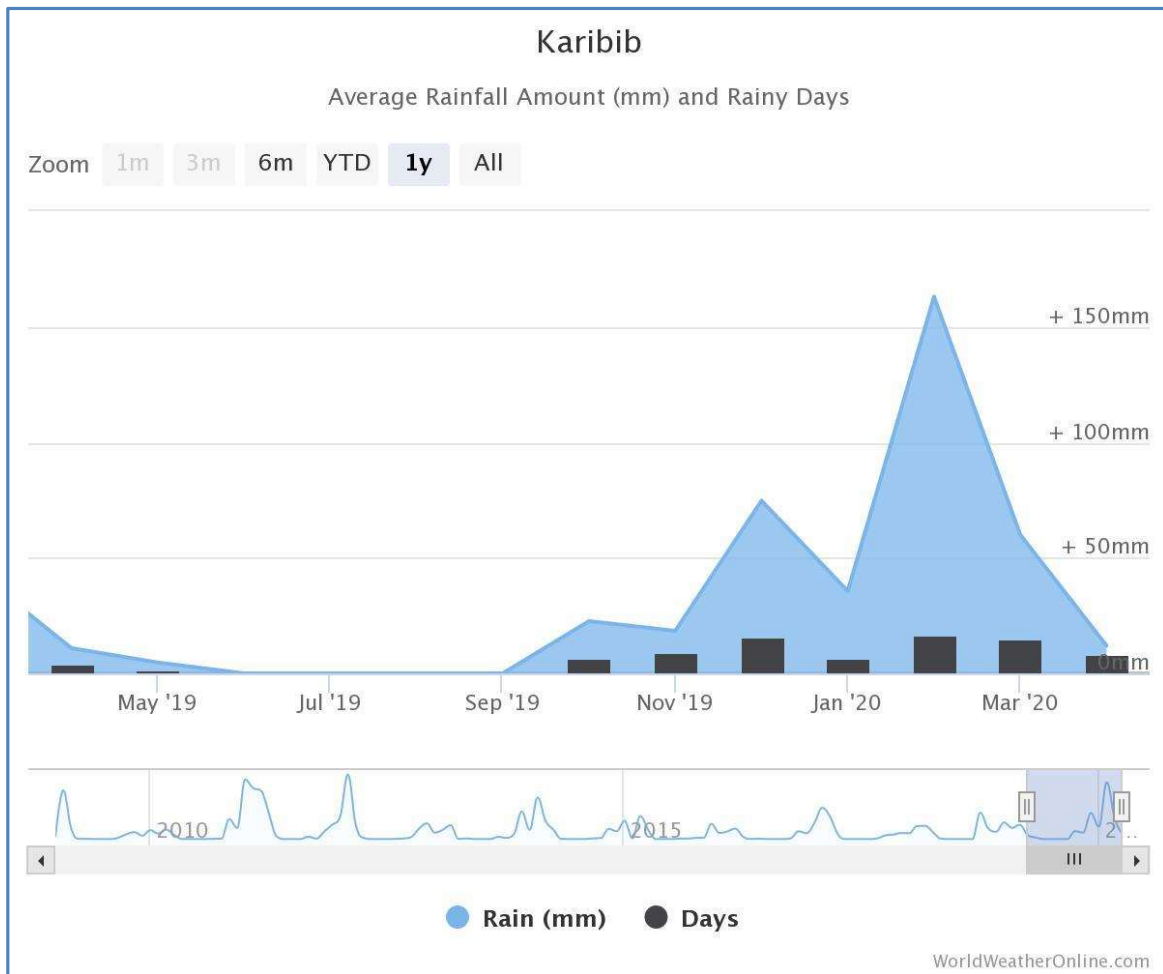 Karibib
Average Rainfall Amount (mm) and Rainy Days
Zoom 1m 3m 6m YTD 1y All
+ 150mm
+ 100mm
+ 50mm
0mm
May '19 Jul '19 Sep '19 Nov '19 Jan '20 Mar '20
2010 2015 2...
Rain (mm) Days
WorldWeatherOnline.com